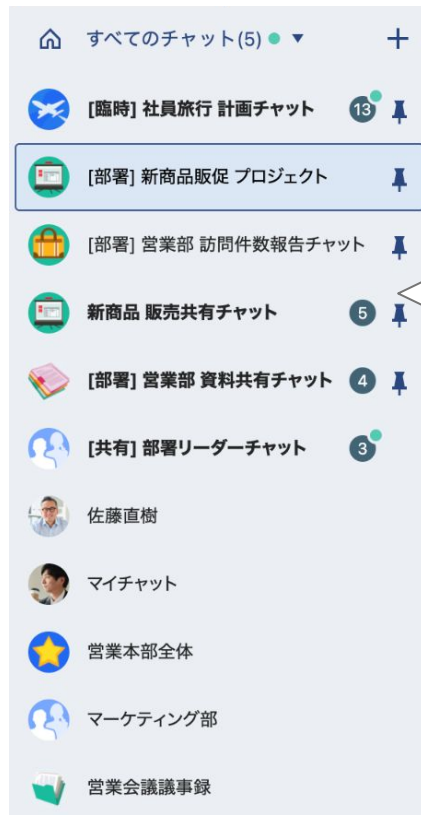 すべてのチャット(5)
[臨時] 社員旅行 計画チャット 13
[部署] 新商品販促 プロジェクト
[部署] 営業部 訪問件数報告チャット
新商品 販売共有チャット 5
[部署] 営業部 資料共有チャット 4
[共有] 部署リーダーチャット 3
佐藤直樹
マイチャット
営業本部全体
マーケティング部
営業会議議事録